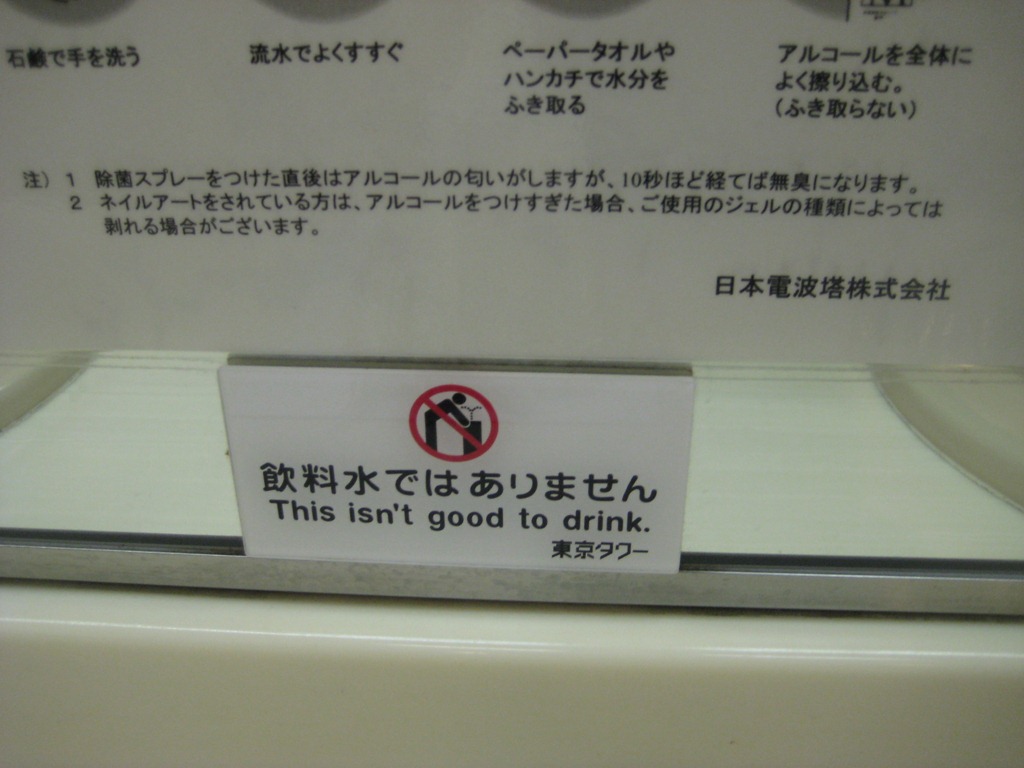 石鹸で手を洗う
流水でよくすすぐ
ペーパータオルや
ハンカチで水分を
ふき取る
アルコールを全体に
よく擦り込む。
（ふき取らない）
注） 1 除菌スプレーをつけた直後はアルコールの匂いがしますが、10秒ほど経てば無臭になります。
2 ネイルアートをされている方は、アルコールをつけすぎた場合、ご使用のジェルの種類によっては
剥れる場合がございます。
日本電波塔株式会社
飲料水ではありません
This isn't good to drink.
東京タワー